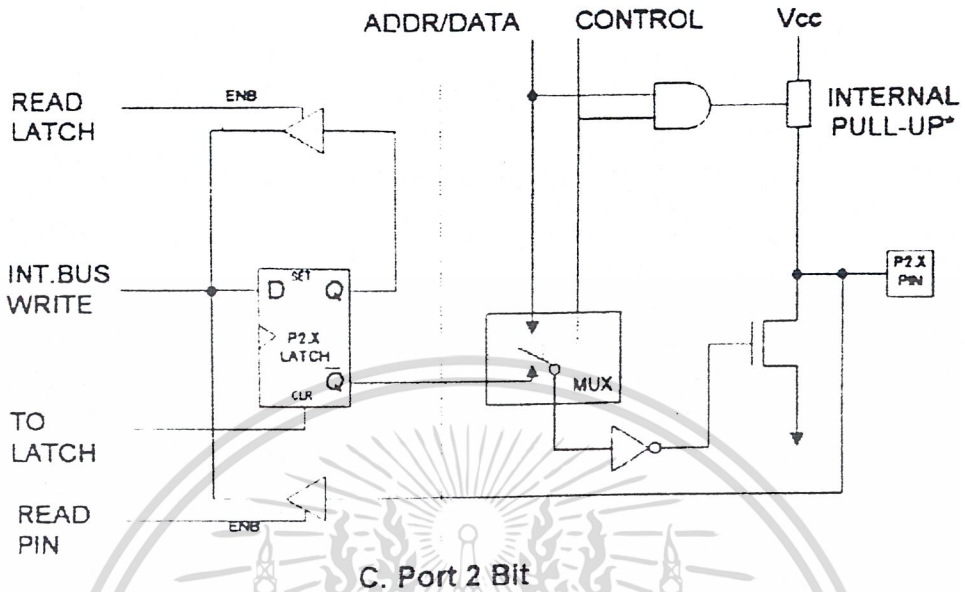 ADDR/DATA CONTROL Vcc
READ
LATCH
ENB
INTERNAL
PULL-UP*
INT.BUS
WRITE
SET
D Q
P2.X
LATCH
Q̅
CLR
P2.X
PIN
MUX
TO
LATCH
READ
PIN
ENB
C. Port 2 Bit